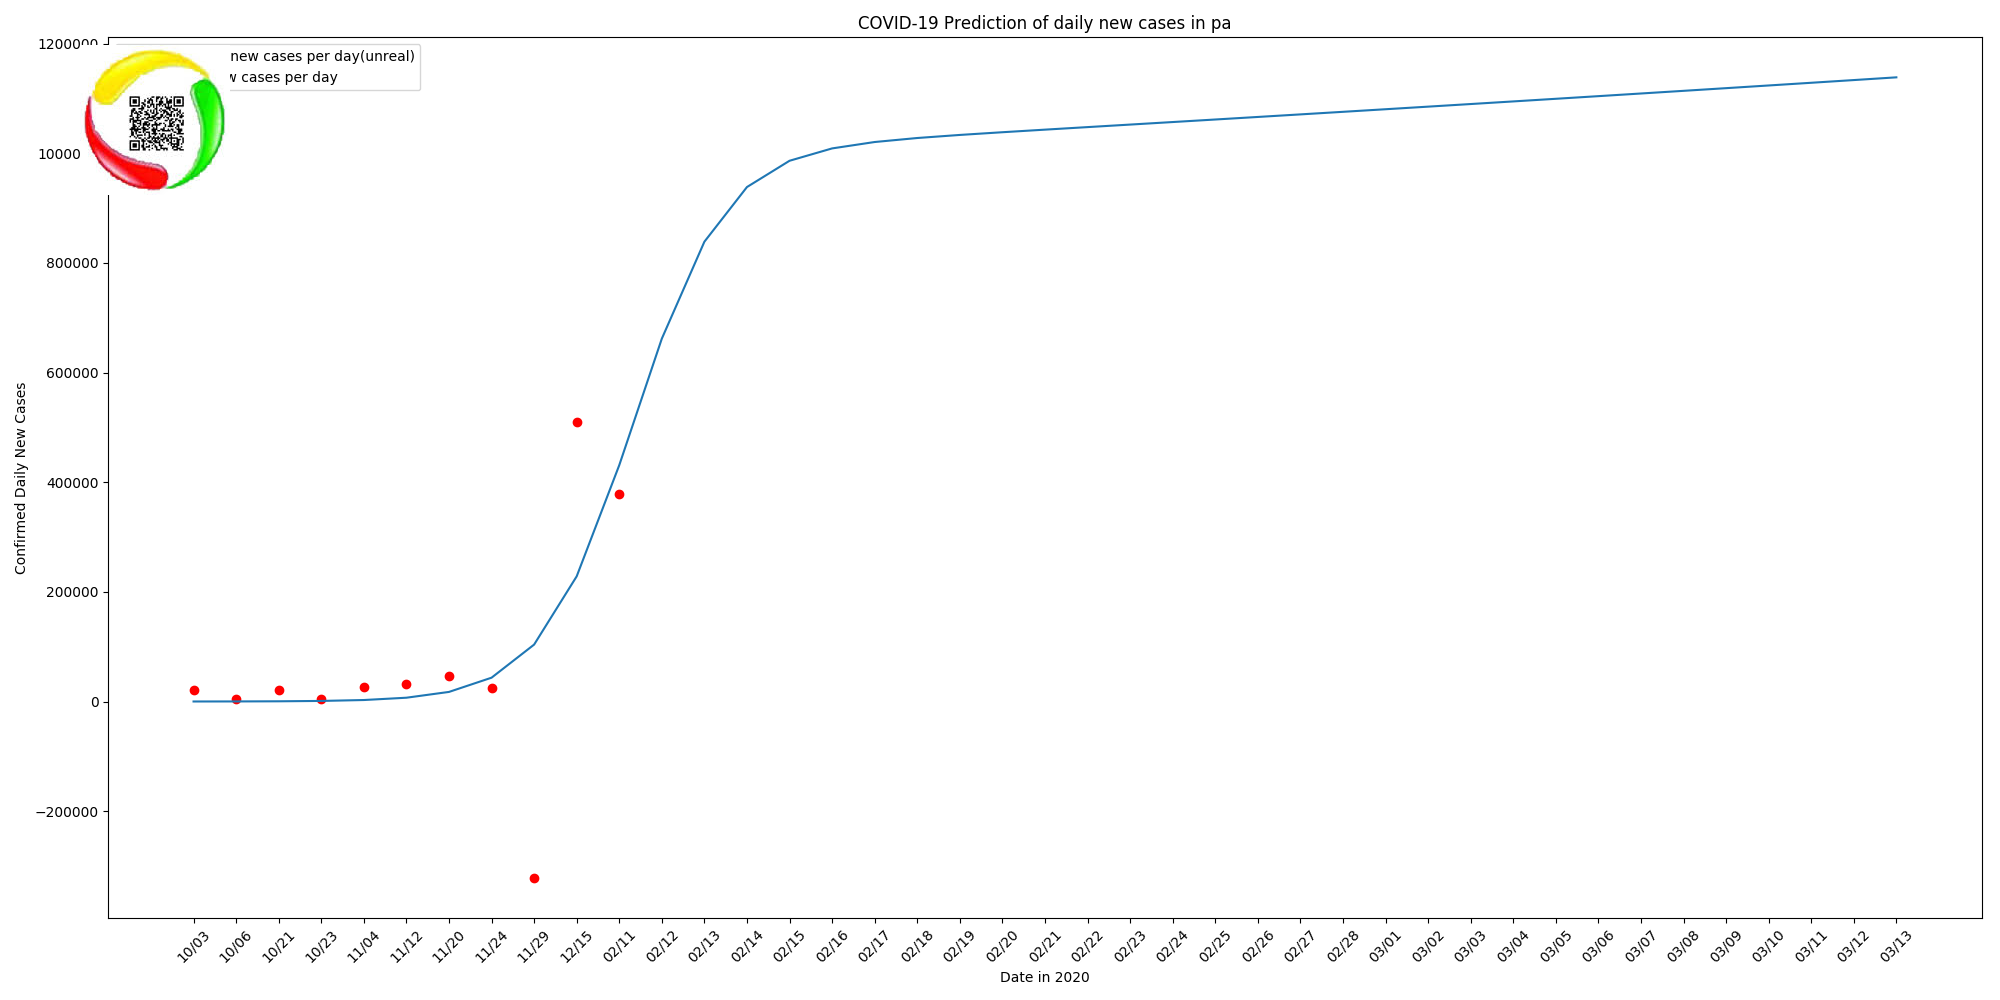 COVID-19 Prediction of daily new cases in pa
new cases per day(unreal)
cases per day
1200000
10000
800000
600000
400000
200000
0
−200000
Confirmed Daily New Cases
10/03 10/06 10/21 10/23 11/04 11/12 11/20 11/24 11/29 12/15 02/11 02/12 02/13 02/14 02/15 02/16 02/17 02/18 02/19 02/20 02/21 02/22 02/23 02/24 02/25 02/26 02/27 02/28 03/01 03/02 03/03 03/04 03/05 03/06 03/07 03/08 03/09 03/10 03/11 03/12 03/13
Date in 2020